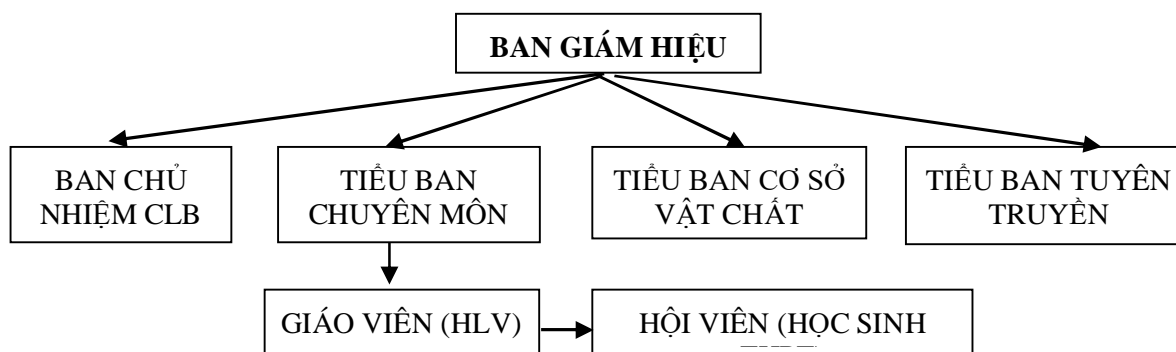 BAN GIÁM HIỆU
BAN CHỦ
NHIỆM CLB
TIỂU BAN
CHUYÊN MÔN
TIỂU BAN CƠ SỞ
VẬT CHẤT
TIỂU BAN TUYÊN
TRUYỀN
GIÁO VIÊN (HLV)
HỘI VIÊN (HỌC SINH